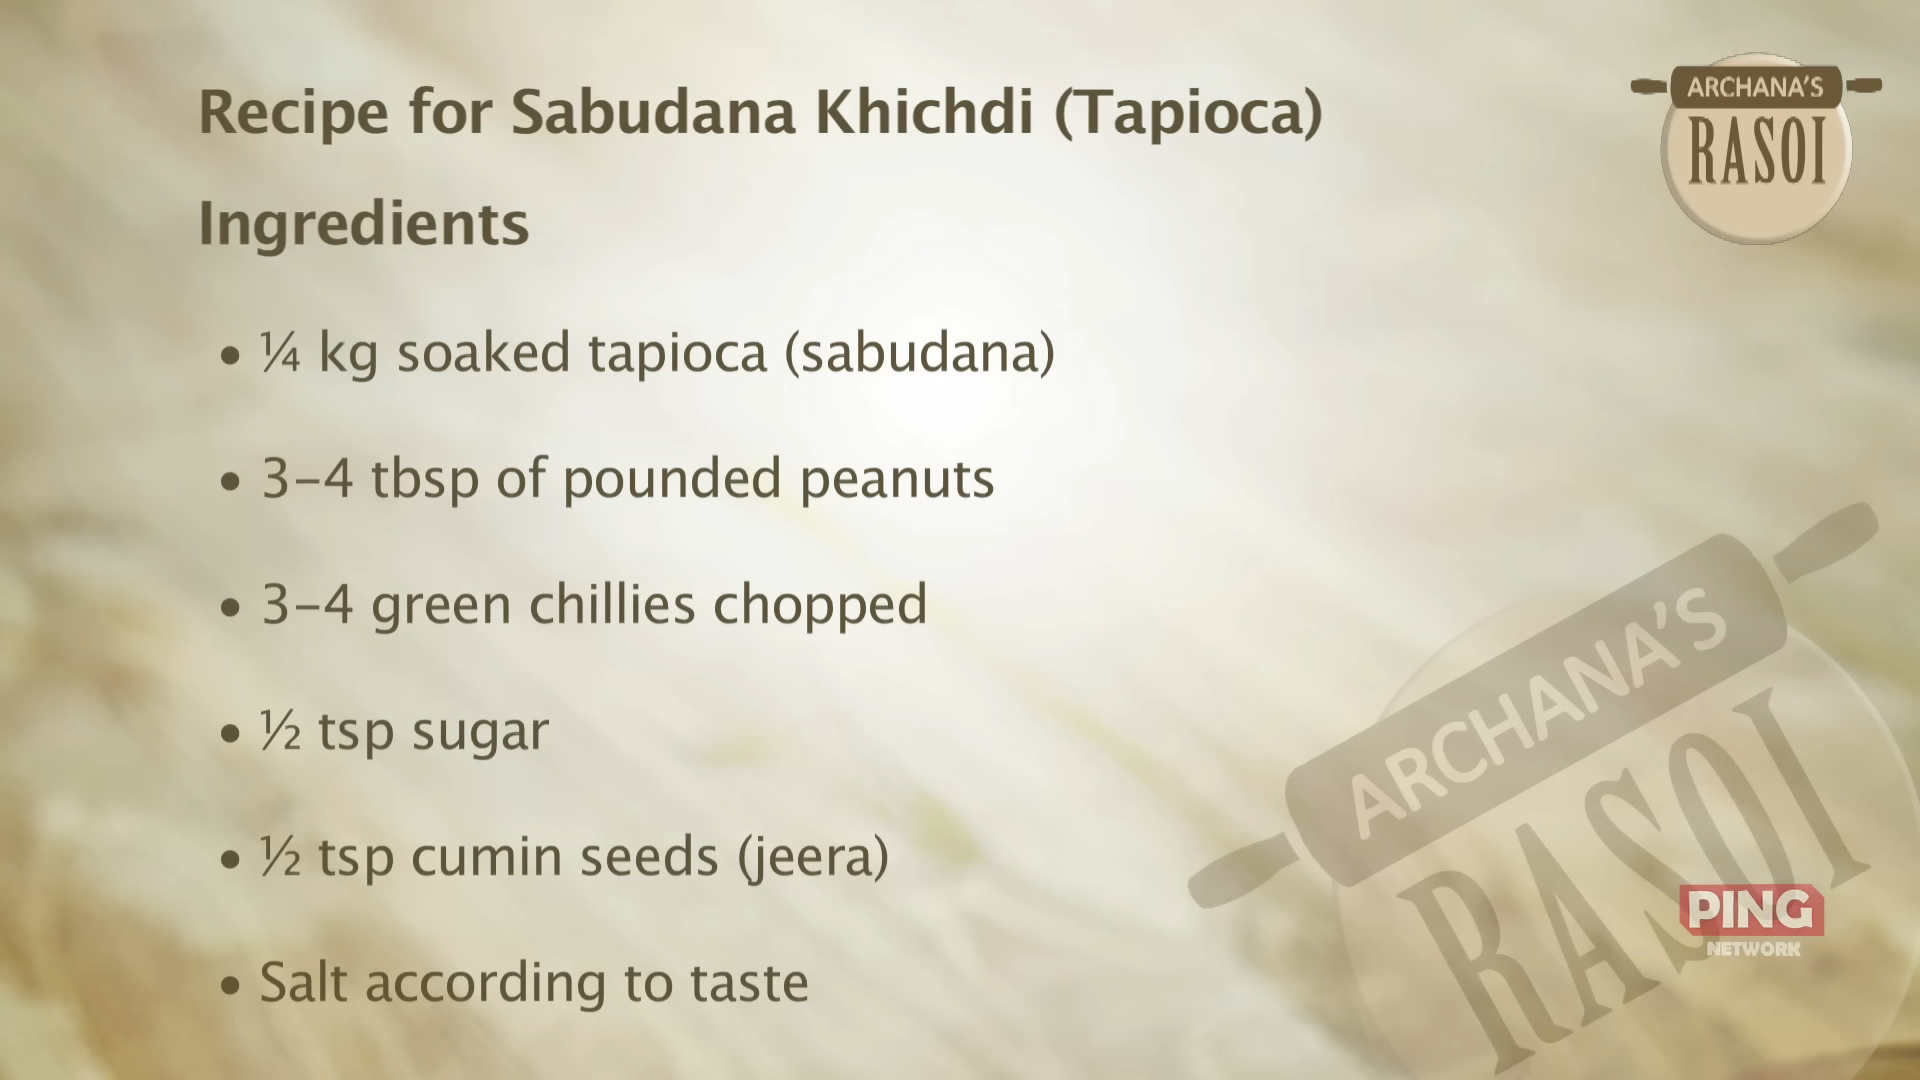 Recipe for Sabudana Khichdi (Tapioca)
ARCHANA'S
RASOI
Ingredients
• ¼ kg soaked tapioca (sabudana)
• 3-4 tbsp of pounded peanuts
• 3-4 green chillies chopped
• ½ tsp sugar
• ½ tsp cumin seeds (jeera)
• Salt according to taste
ARCHANA'S
RASOI
PING
NETWORK